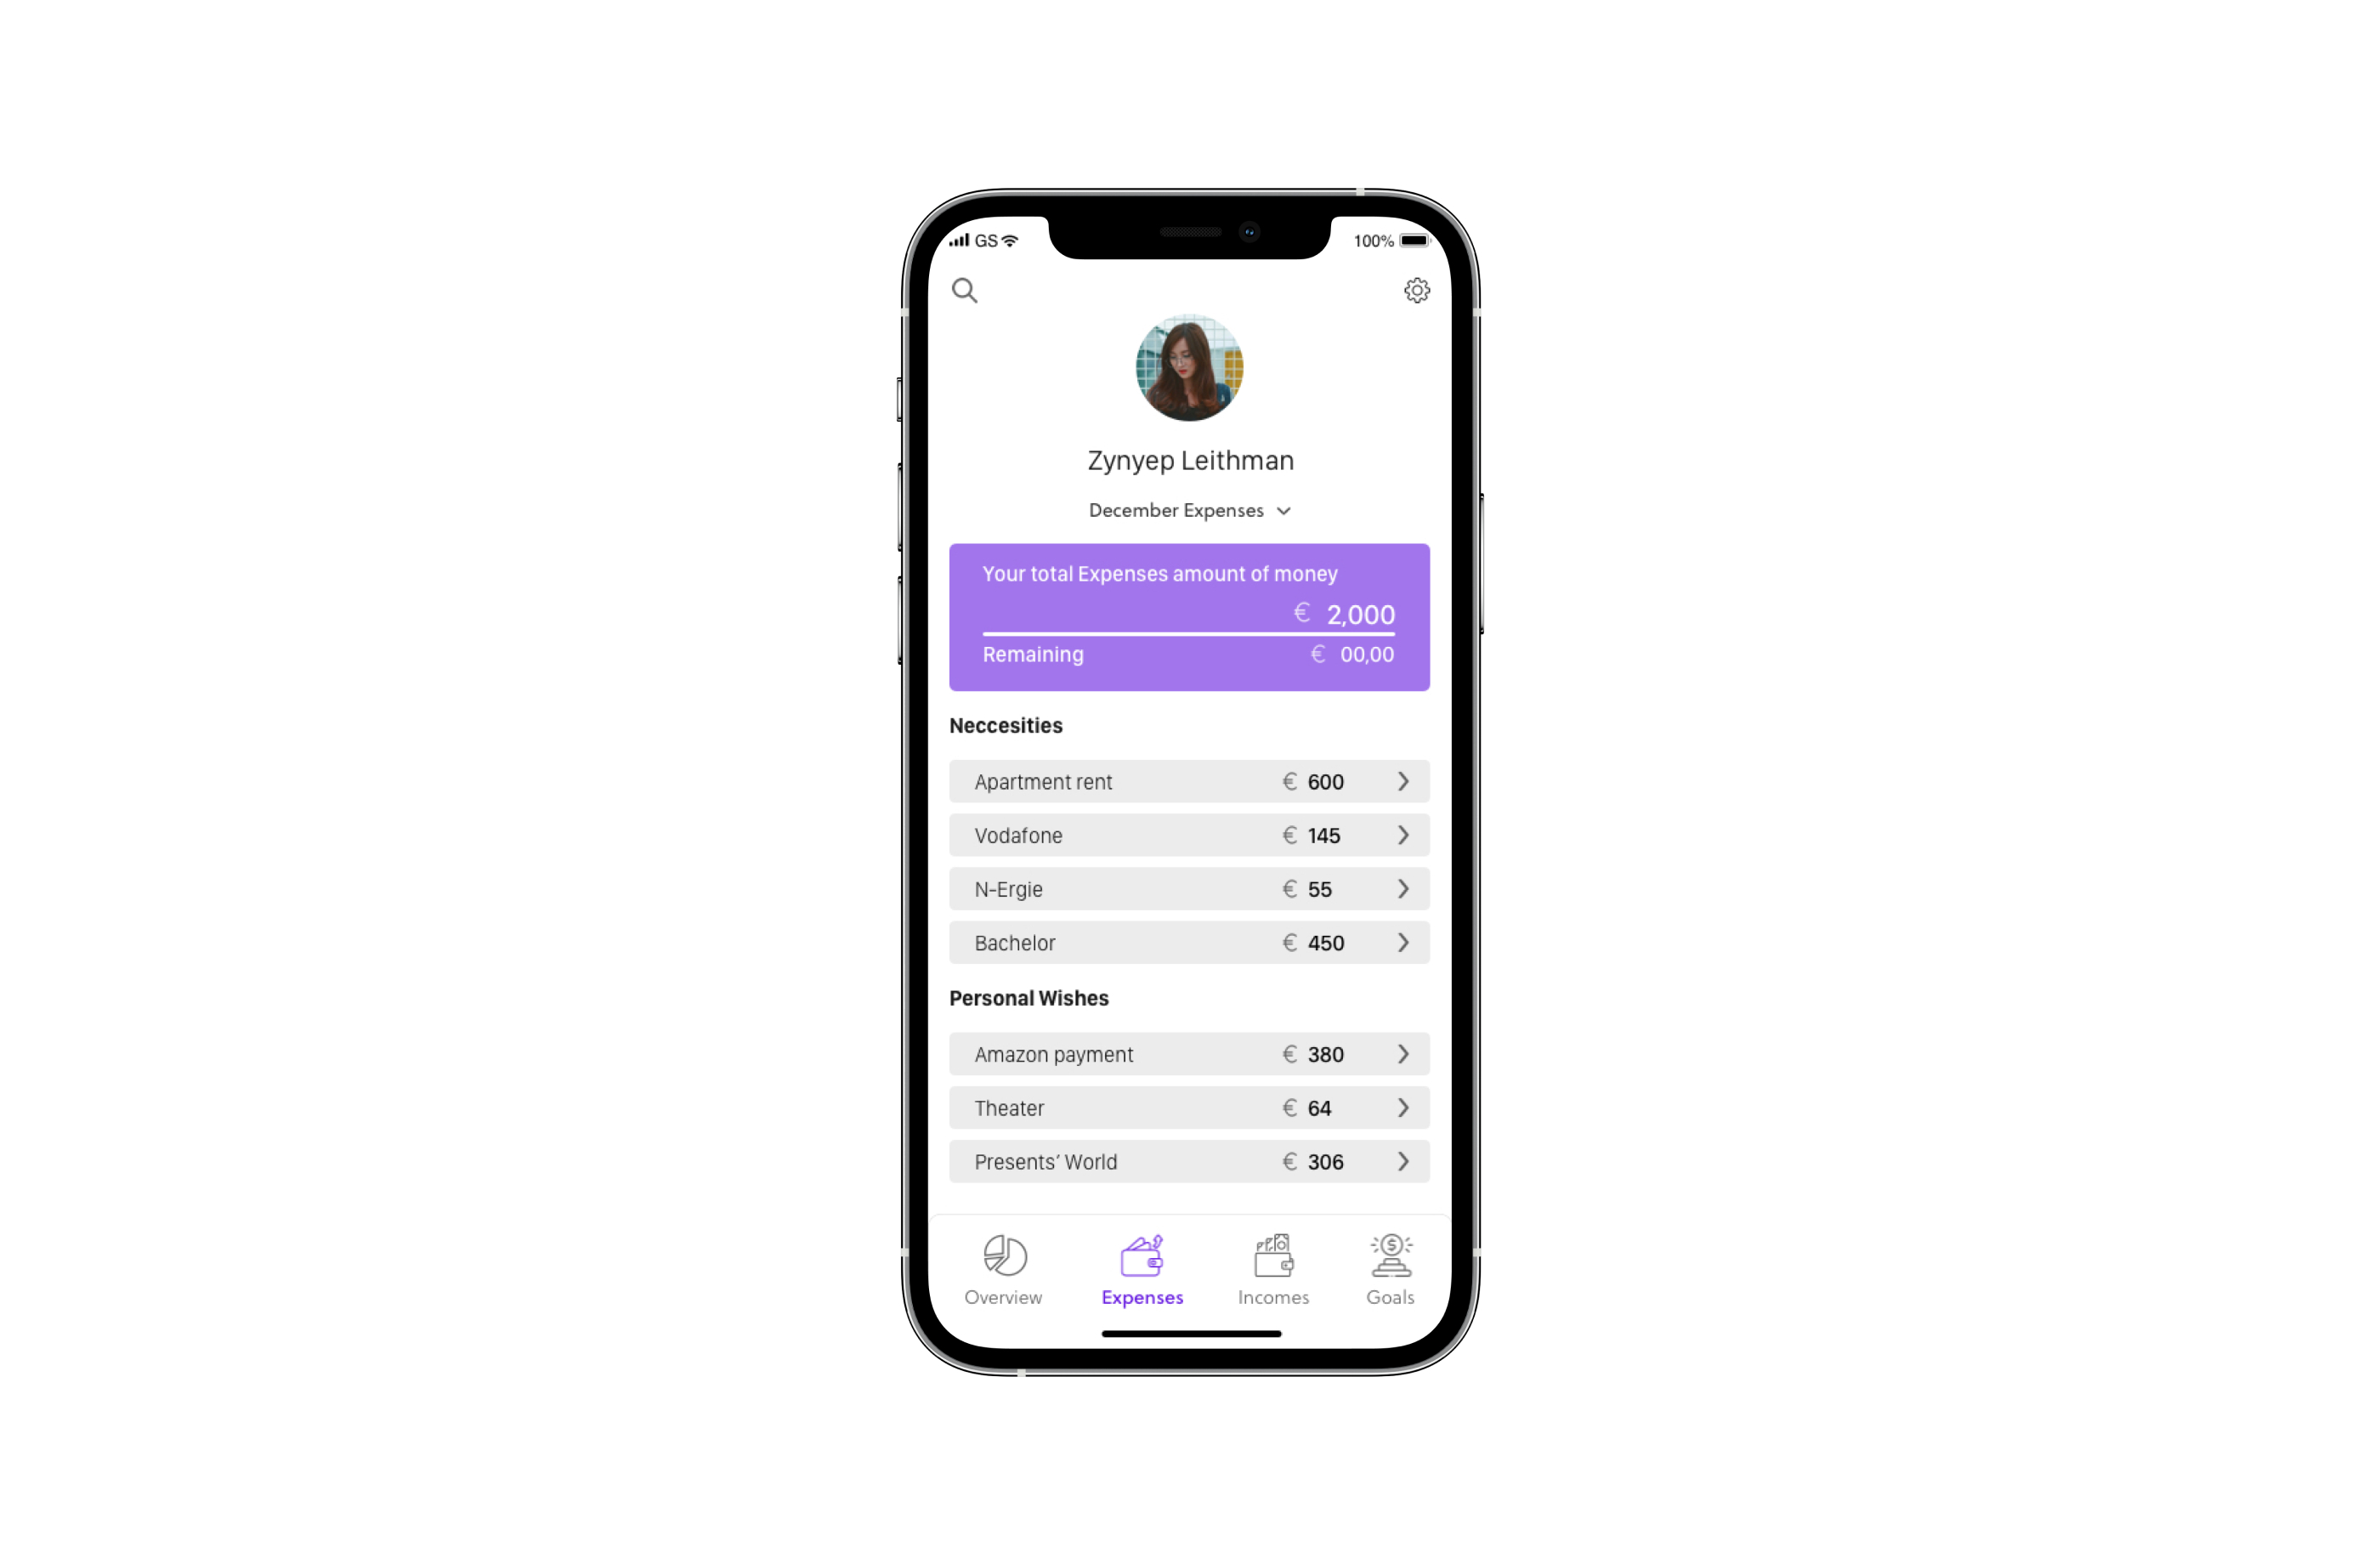 GS 100%
Zynyep Leithman
December Expenses
Your total Expenses amount of money
€ 2,000
Remaining € 00,00
Neccesities
Apartment rent € 600
Vodafone € 145
N-Ergie € 55
Bachelor € 450
Personal Wishes
Amazon payment € 380
Theater € 64
Presents’ World € 306
Overview Expenses Incomes Goals